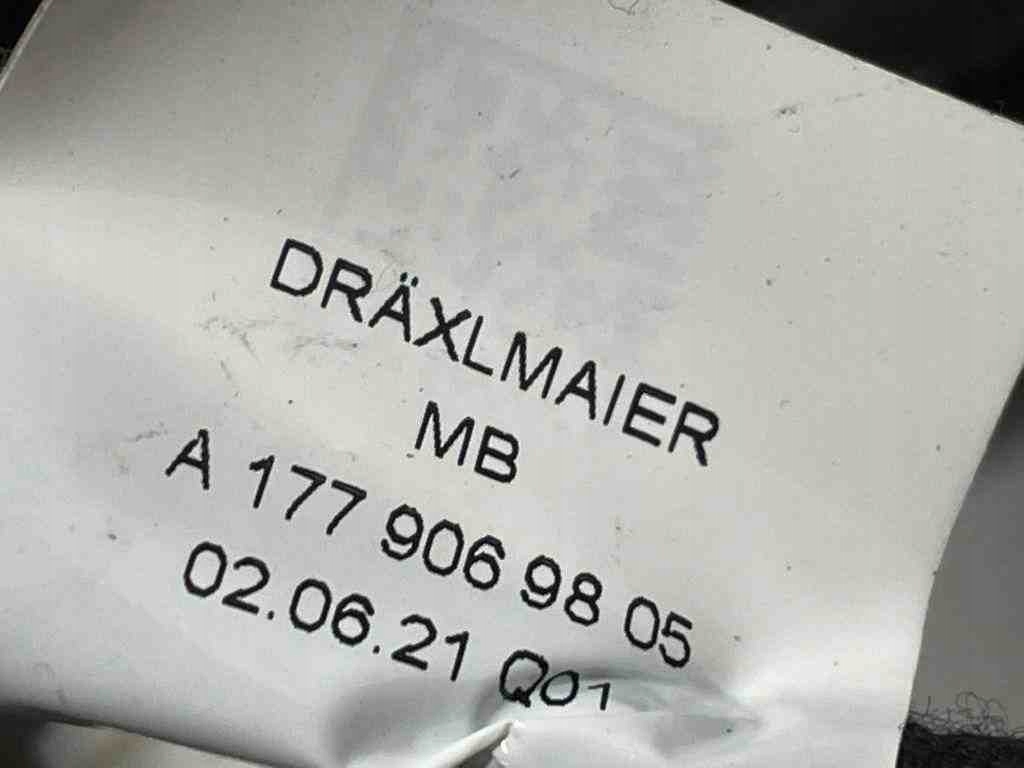 DRÄXLMAIER
MB
A 177 906 98 05
02.06.21 Q01